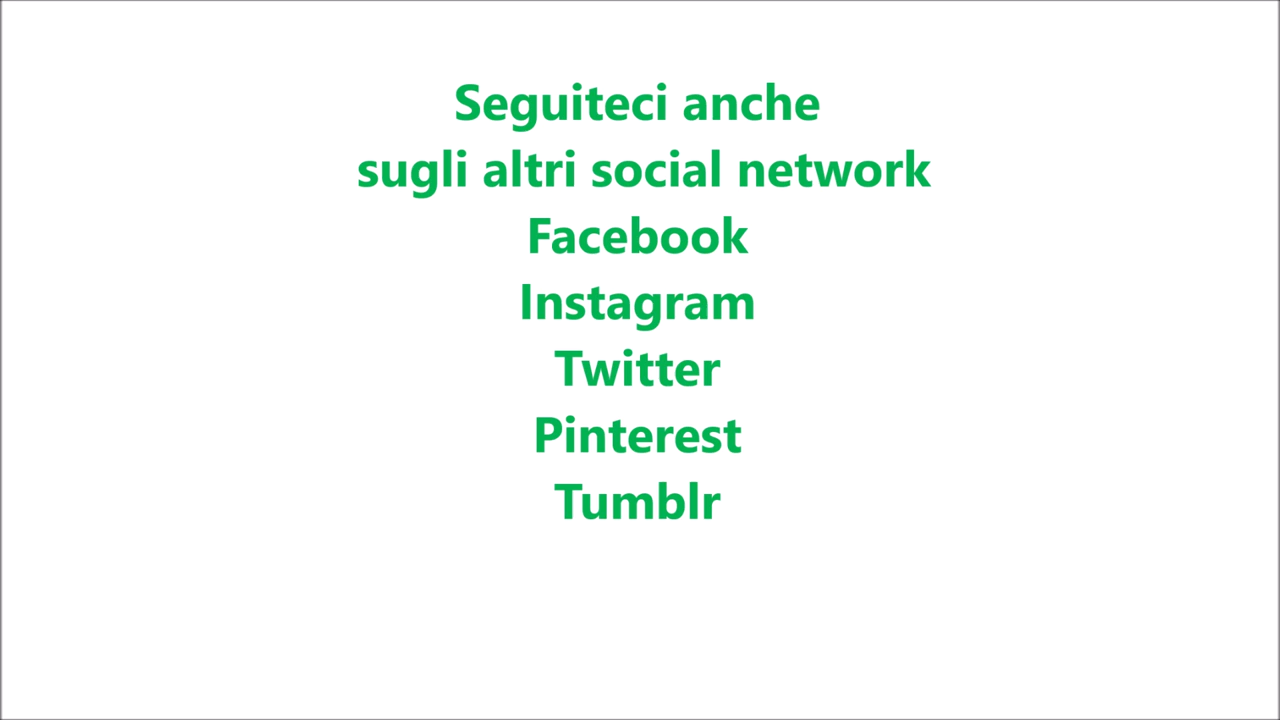 Seguiteci anche
sugli altri social network
Facebook
Instagram
Twitter
Pinterest
Tumblr